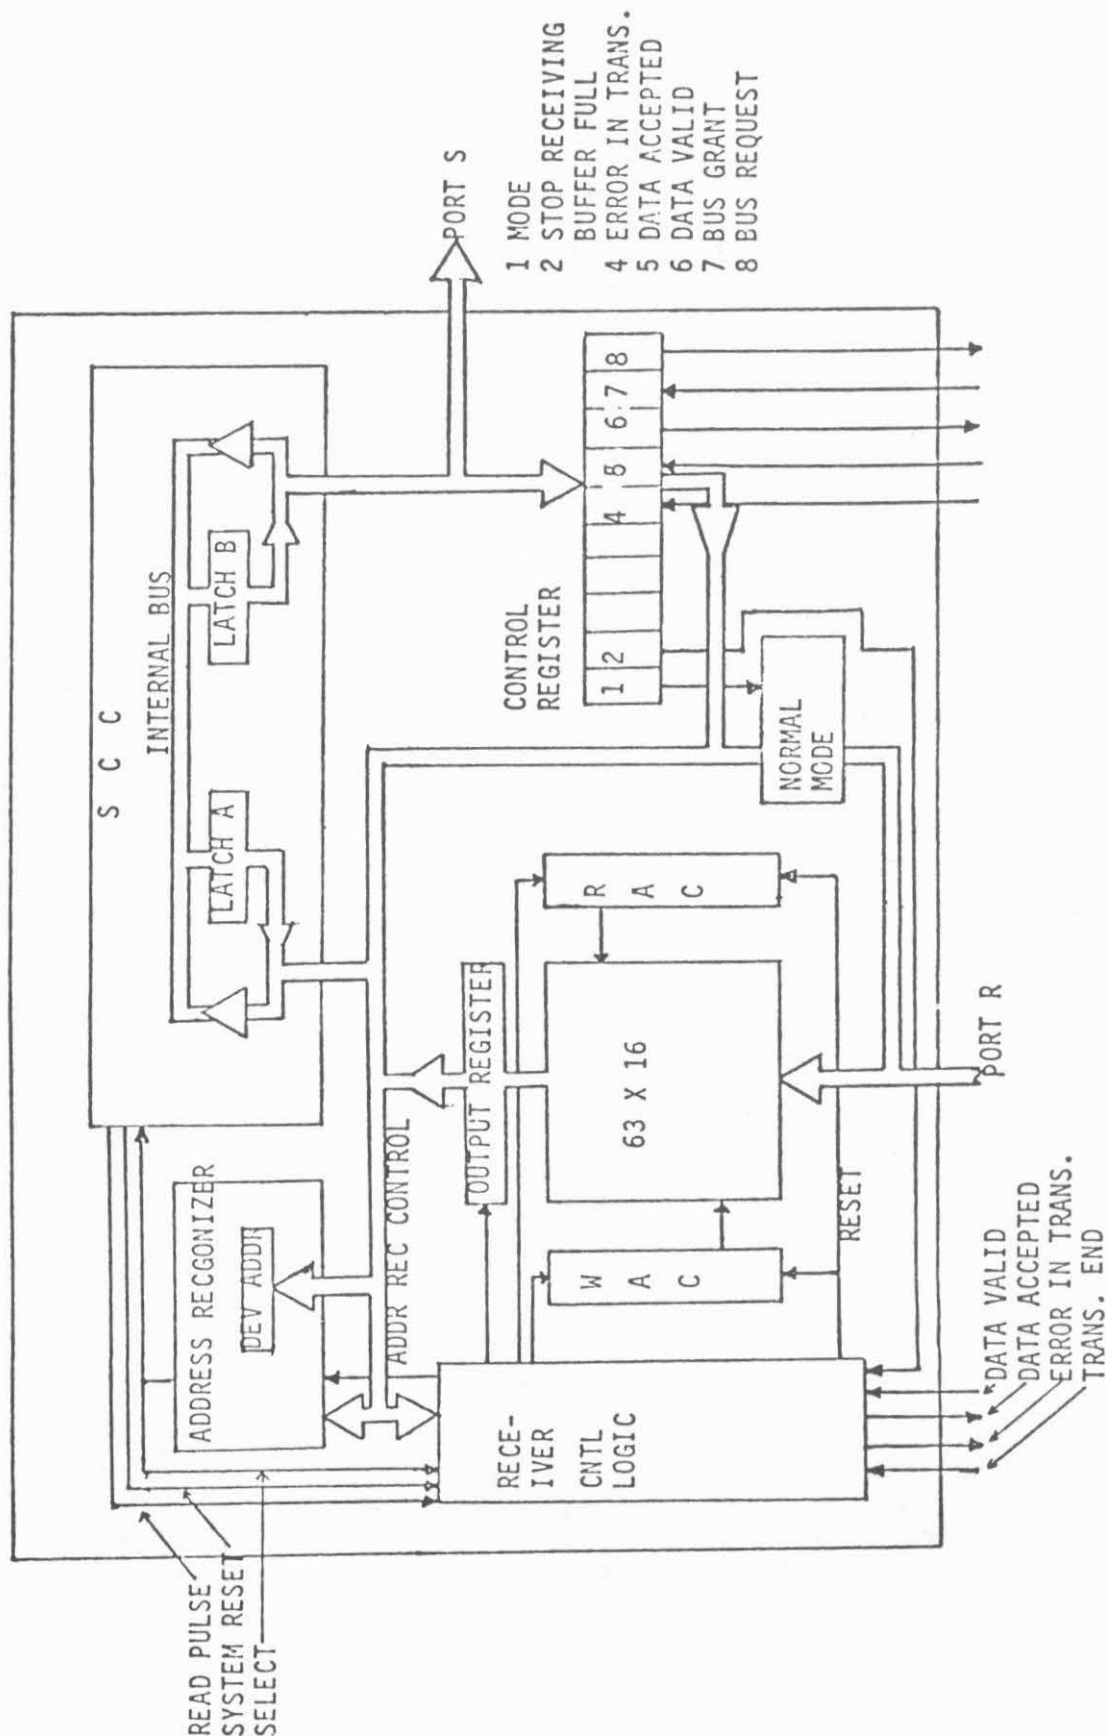 READ PULSE
SYSTEM RESET
SELECT
S C C
INTERNAL BUS
LATCH A
LATCH B
ADDRESS RECGONIZER
DEV ADDR
ADDR REC CONTROL
PORT S
OUTPUT REGISTER
CONTROL
REGISTER
1 2 4 5 6 7 8
1 MODE
2 STOP RECEIVING
BUFFER FULL
4 ERROR IN TRANS.
5 DATA ACCEPTED
6 DATA VALID
7 BUS GRANT
8 BUS REQUEST
RECE-
IVER
CNTL
LOGIC
W
A
C
63 X 16
R
A
C
NORMAL
MODE
RESET
PORT R
DATA VALID
DATA ACCEPTED
ERROR IN TRANS.
TRANS. END